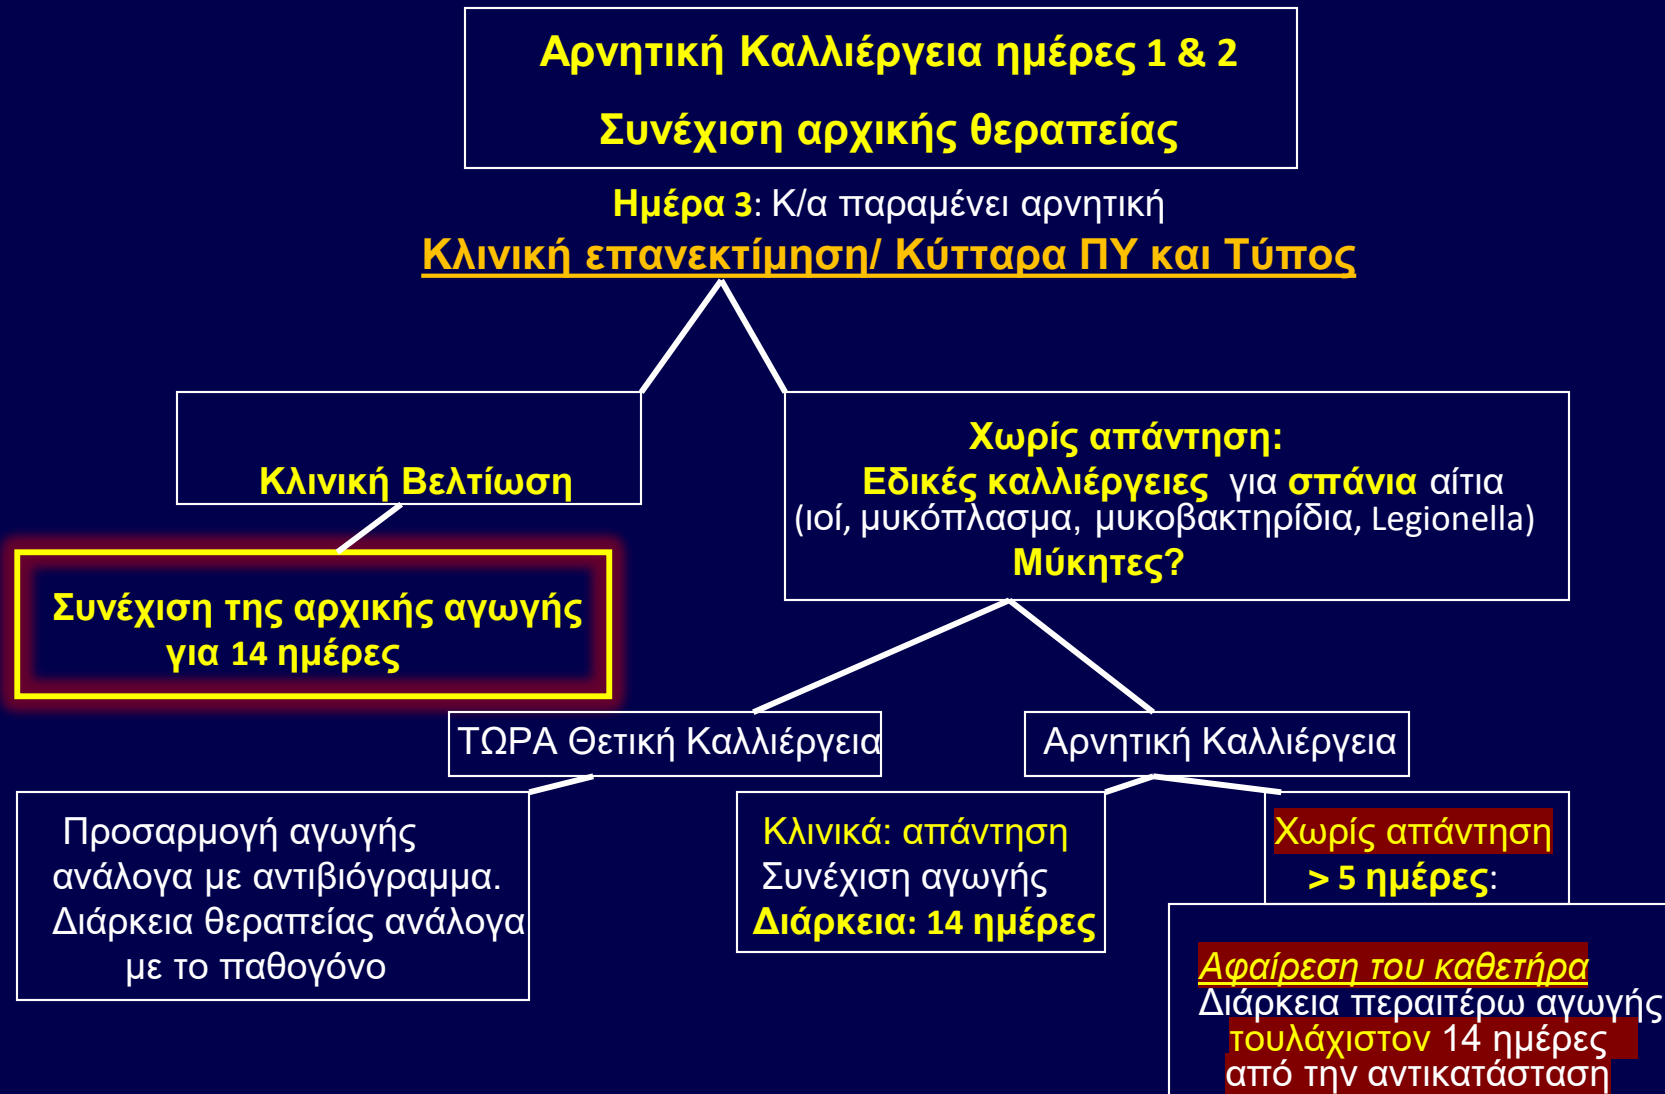 Αρνητική Καλλιέργεια ημέρες 1 & 2
Συνέχιση αρχικής θεραπείας
Ημέρα 3: Κ/α παραμένει αρνητική
Κλινική επανεκτίμηση/ Κύτταρα ΠΥ και Τύπος
Κλινική Βελτίωση
Συνέχιση της αρχικής αγωγής
για 14 ημέρες
Χωρίς απάντηση:
Εδικές καλλιέργειες για σπάνια αίτια
(ιοί, μυκόπλασμα, μυκοβακτηρίδια, Legionella)
Μύκητες?
ΤΩΡΑ Θετική Καλλιέργεια
Προσαρμογή αγωγής
ανάλογα με αντιβιόγραμμα.
Διάρκεια θεραπείας ανάλογα
με το παθογόνο
Αρνητική Καλλιέργεια
Κλινικά: απάντηση
Συνέχιση αγωγής
Διάρκεια: 14 ημέρες
Χωρίς απάντηση
> 5 ημέρες:
Αφαίρεση του καθετήρα
Διάρκεια περαιτέρω αγωγής
τουλάχιστον 14 ημέρες
από την αντικατάσταση